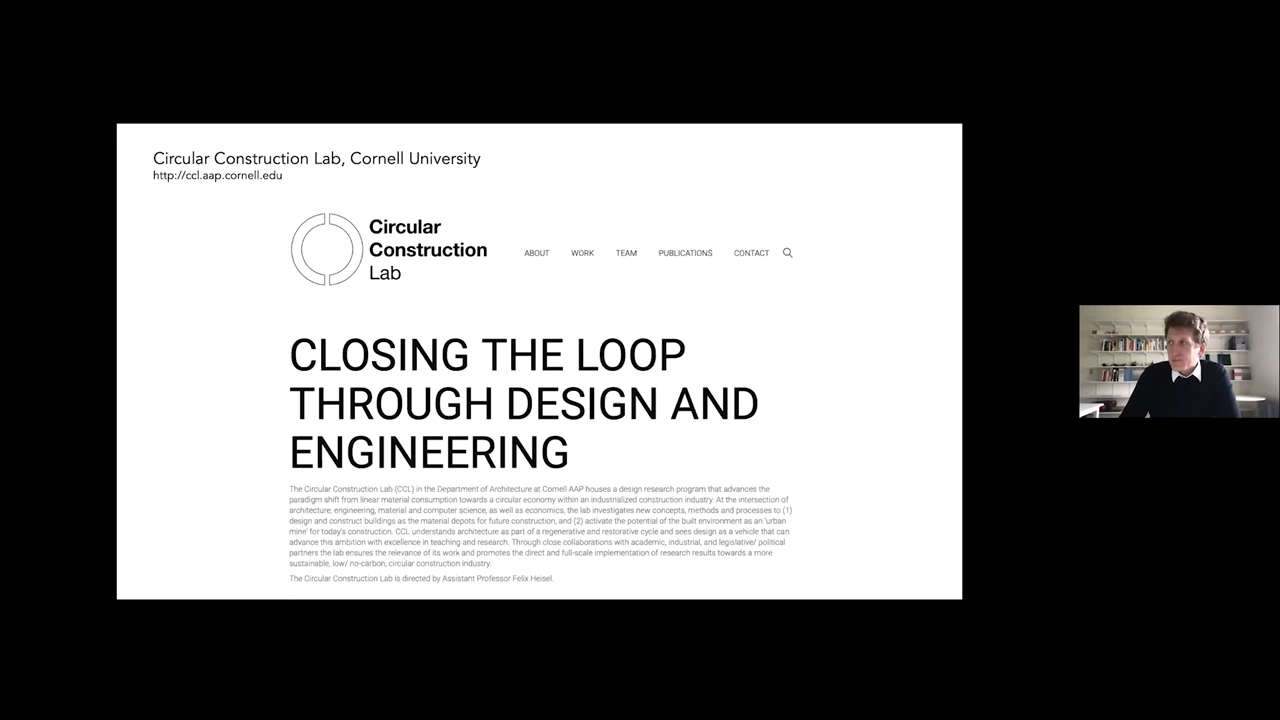 Circular Construction Lab, Cornell University
http://ccl.aap.cornell.edu
Circular
Construction
Lab
ABOUT WORK TEAM PUBLICATIONS CONTACT
CLOSING THE LOOP
THROUGH DESIGN AND
ENGINEERING
The Circular Construction Lab (CCL) in the Department of Architecture at Cornell AAP houses a design research program that advances the
paradigm shift from linear material consumption towards a circular economy within an industrialized construction industry. At the intersection of
architecture, engineering, material and computer science, as well as economics, the lab investigates new concepts, methods and processes to (1)
design and construct buildings as the material depots for future construction, and (2) activate the potential of the built environment as an 'urban
mine' for today's construction. CCL understands architecture as part of a regenerative and restorative cycle and sees design as a vehicle that can
advance this ambition with excellence in teaching and research. Through close collaborations with academic, industrial, and legislative/ political
partners the lab ensures the relevance of its work and promotes the direct and full-scale implementation of research results towards a more
sustainable, low/ no-carbon, circular construction industry.
The Circular Construction Lab is directed by Assistant Professor Felix Heisel.